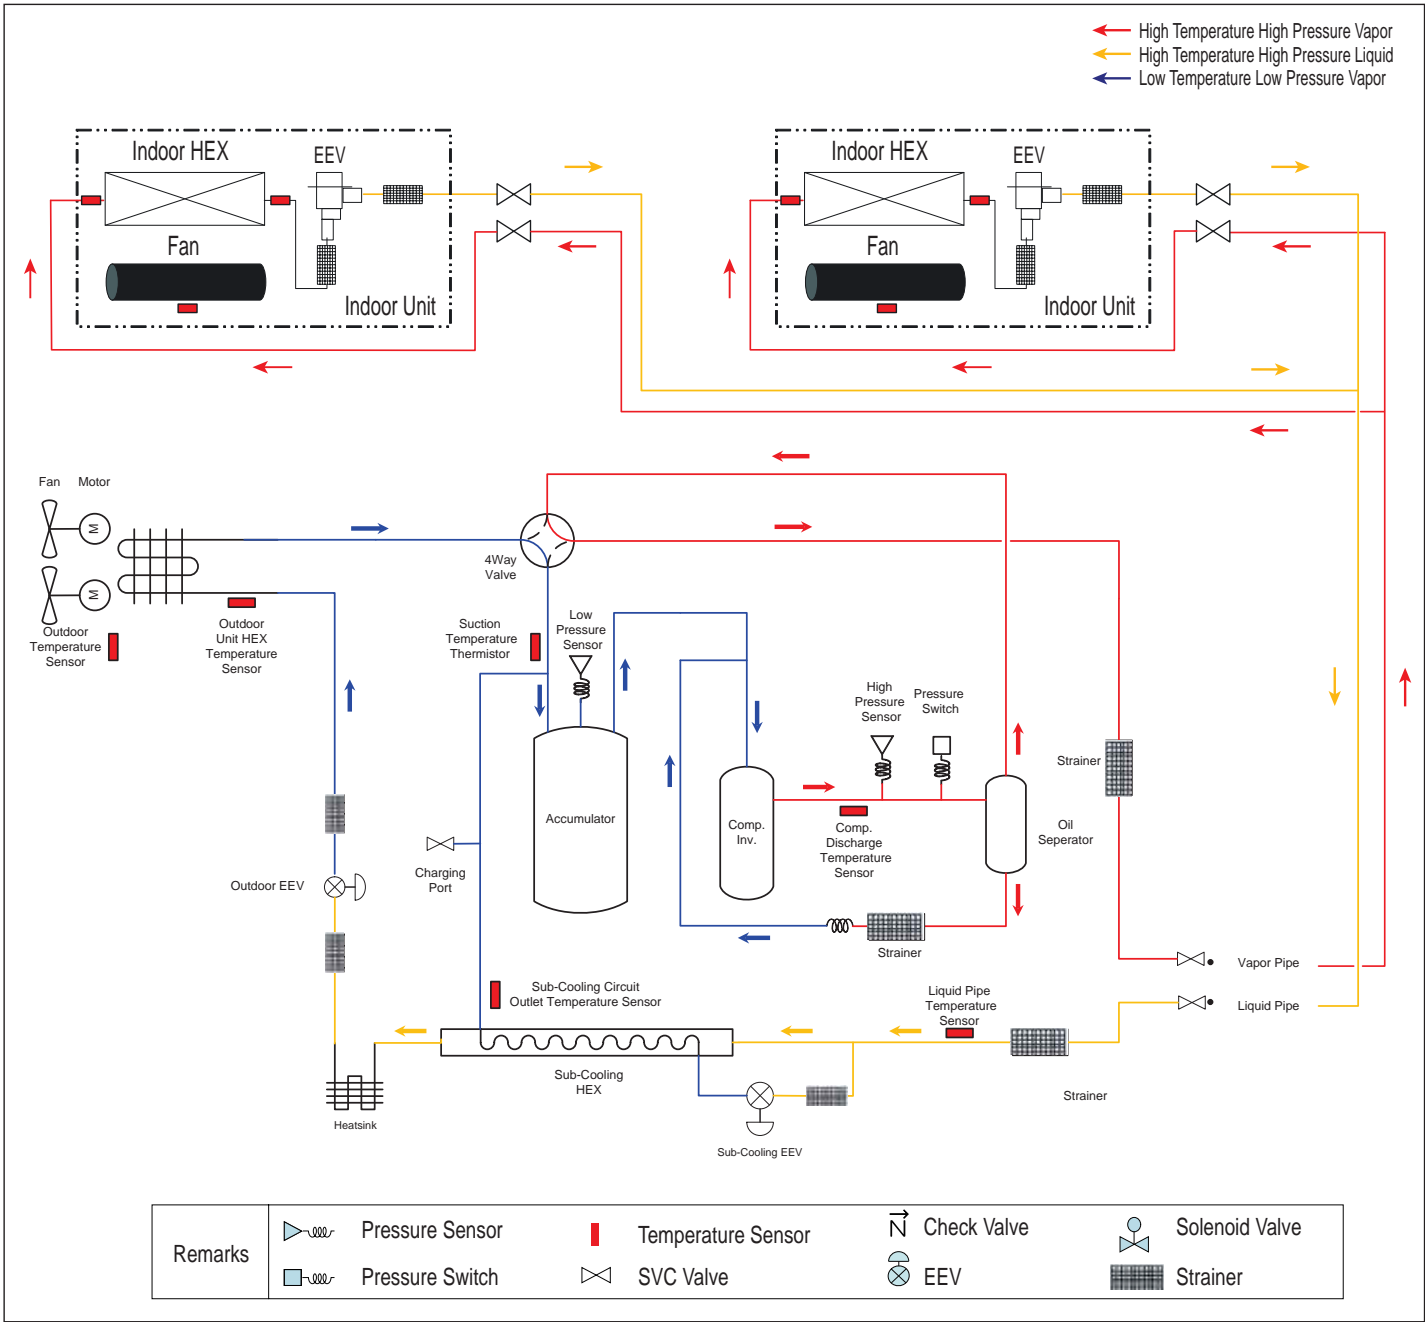 High Temperature High Pressure Vapor
High Temperature High Pressure Liquid
Low Temperature Low Pressure Vapor
Indoor HEX
EEV
Fan
Indoor Unit
Indoor HEX
EEV
Fan
Indoor Unit
Fan
Motor
M
M
Outdoor
Temperature
Sensor
Outdoor
Unit HEX
Temperature
Sensor
4Way
Valve
Suction
Temperature
Thermistor
Low
Pressure
Sensor
High
Pressure
Sensor
Pressure
Switch
Strainer
Accumulator
Comp.
Inv.
Comp.
Discharge
Temperature
Sensor
Oil
Seperator
Charging
Port
Outdoor EEV
Strainer
Vapor Pipe
Sub-Cooling Circuit
Outlet Temperature Sensor
Liquid Pipe
Temperature
Sensor
Liquid Pipe
Sub-Cooling
HEX
Strainer
Heatsink
Sub-Cooling EEV
Remarks
Pressure Sensor
Temperature Sensor
Check Valve
Solenoid Valve
Pressure Switch
SVC Valve
EEV
Strainer